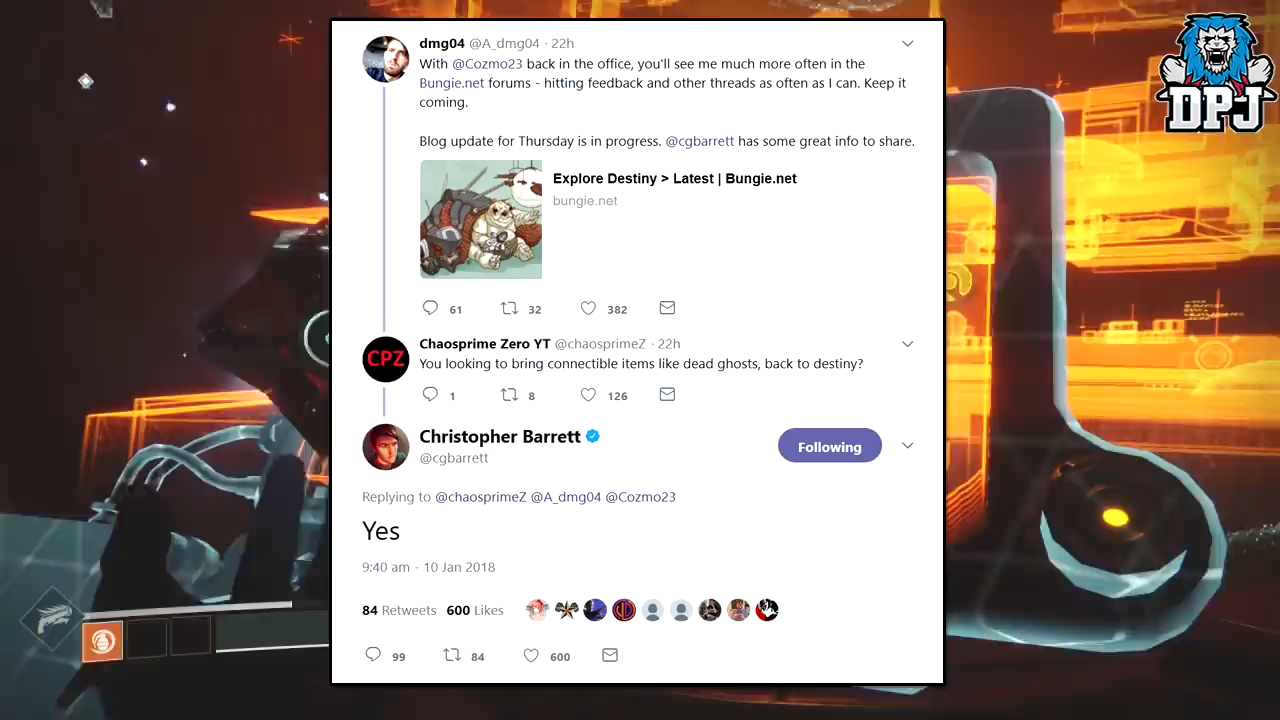 DPJ
dmg04 @A_dmg04 · 22h
With @Cozmo23 back in the office, you'll see me much more often in the
Bungie.net forums - hitting feedback and other threads as often as I can. Keep it
coming.
Blog update for Thursday is in progress. @cgbarrett has some great info to share.
Explore Destiny > Latest | Bungie.net
bungie.net
61 32 382
CPZ
Chaosprime Zero YT @chaosprimeZ · 22h
You looking to bring connectible items like dead ghosts, back to destiny?
1 8 126
Christopher Barrett
@cgbarrett
Following
Replying to @chaosprimeZ @A_dmg04 @Cozmo23
Yes
9:40 am - 10 Jan 2018
84 Retweets 600 Likes
99 84 600